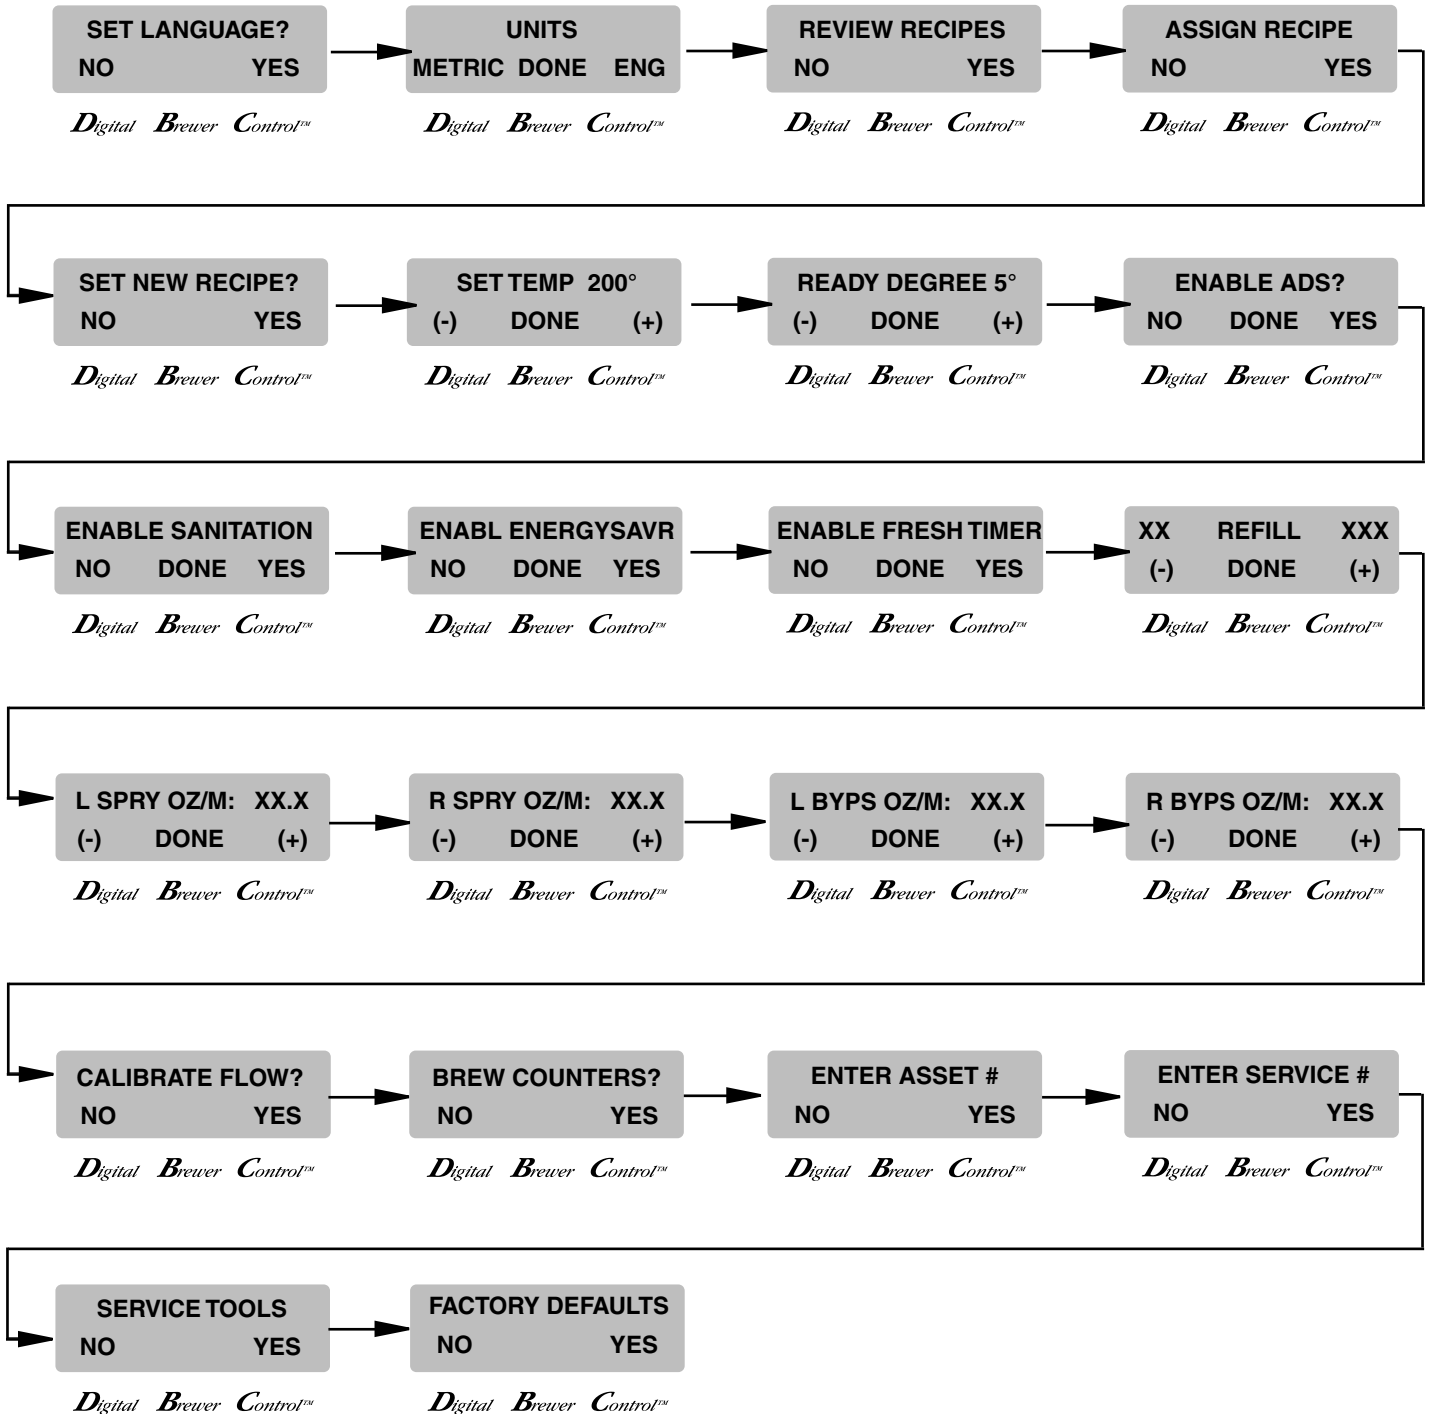 SET LANGUAGE?
NO YES
Digital Brewer Control™
UNITS
METRIC DONE ENG
Digital Brewer Control™
REVIEW RECIPES
NO YES
Digital Brewer Control™
ASSIGN RECIPE
NO YES
Digital Brewer Control™
SET NEW RECIPE?
NO YES
Digital Brewer Control™
SET TEMP 200°
(-) DONE (+)
Digital Brewer Control™
READY DEGREE 5°
(-) DONE (+)
Digital Brewer Control™
ENABLE ADS?
NO DONE YES
Digital Brewer Control™
ENABLE SANITATION
NO DONE YES
Digital Brewer Control™
ENABL ENERGYSAVR
NO DONE YES
Digital Brewer Control™
ENABLE FRESH TIMER
NO DONE YES
Digital Brewer Control™
XX REFILL XXX
(-) DONE (+)
Digital Brewer Control™
L SPRY OZ/M: XX.X
(-) DONE (+)
Digital Brewer Control™
R SPRY OZ/M: XX.X
(-) DONE (+)
Digital Brewer Control™
L BYPS OZ/M: XX.X
(-) DONE (+)
Digital Brewer Control™
R BYPS OZ/M: XX.X
(-) DONE (+)
Digital Brewer Control™
CALIBRATE FLOW?
NO YES
Digital Brewer Control™
BREW COUNTERS?
NO YES
Digital Brewer Control™
ENTER ASSET #
NO YES
Digital Brewer Control™
ENTER SERVICE #
NO YES
Digital Brewer Control™
SERVICE TOOLS
NO YES
Digital Brewer Control™
FACTORY DEFAULTS
NO YES
Digital Brewer Control™